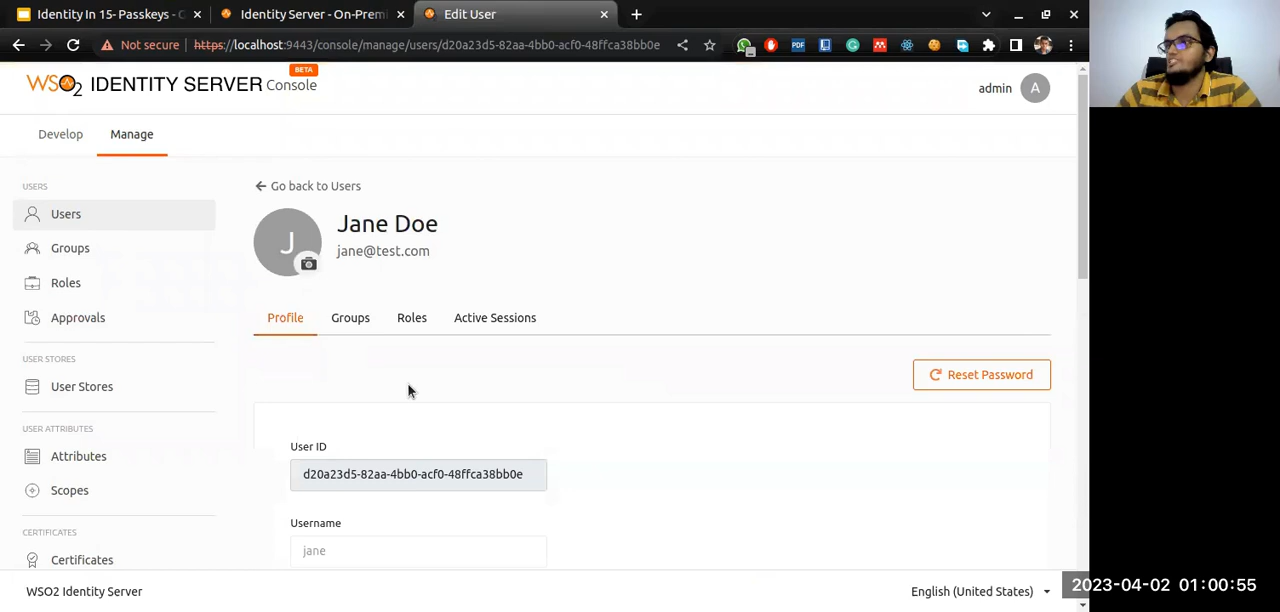 Identity In 15- Passkeys - 
Identity Server - On-Premi
Edit User
Not secure
https://localhost:9443/console/manage/users/d20a23d5-82aa-4bb0-acf0-48ffca38bb0e
PDF
WSO2 IDENTITY SERVER Console
BETA
admin
A
Develop
Manage
USERS
Users
Groups
Roles
Approvals
USER STORES
User Stores
USER ATTRIBUTES
Attributes
Scopes
CERTIFICATES
Certificates
Go back to Users
J
Jane Doe
jane@test.com
Profile
Groups
Roles
Active Sessions
Reset Password
User ID
d20a23d5-82aa-4bb0-acf0-48ffca38bb0e
Username
jane
WSO2 Identity Server
English (United States)
2023-04-02 01:00:55